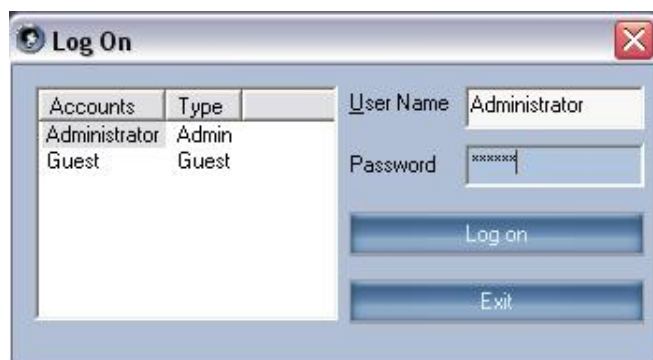 Log On
Accounts Type
Administrator Admin
Guest Guest
User Name Administrator
Password ******
Log on
Exit